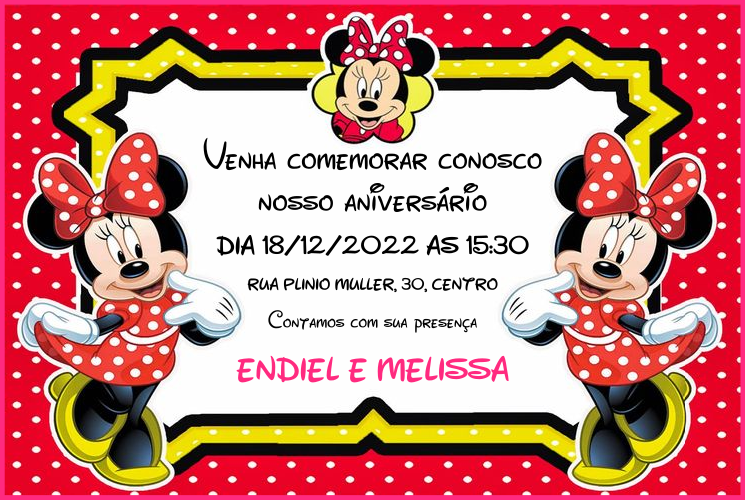 Venha comemorar conosco
nosso aniversário
DIA 18/12/2022 AS 15:30
RUA PLINIO MULLER, 30, CENTRO
Contamos com sua presença
ENDIEL E MELISSA